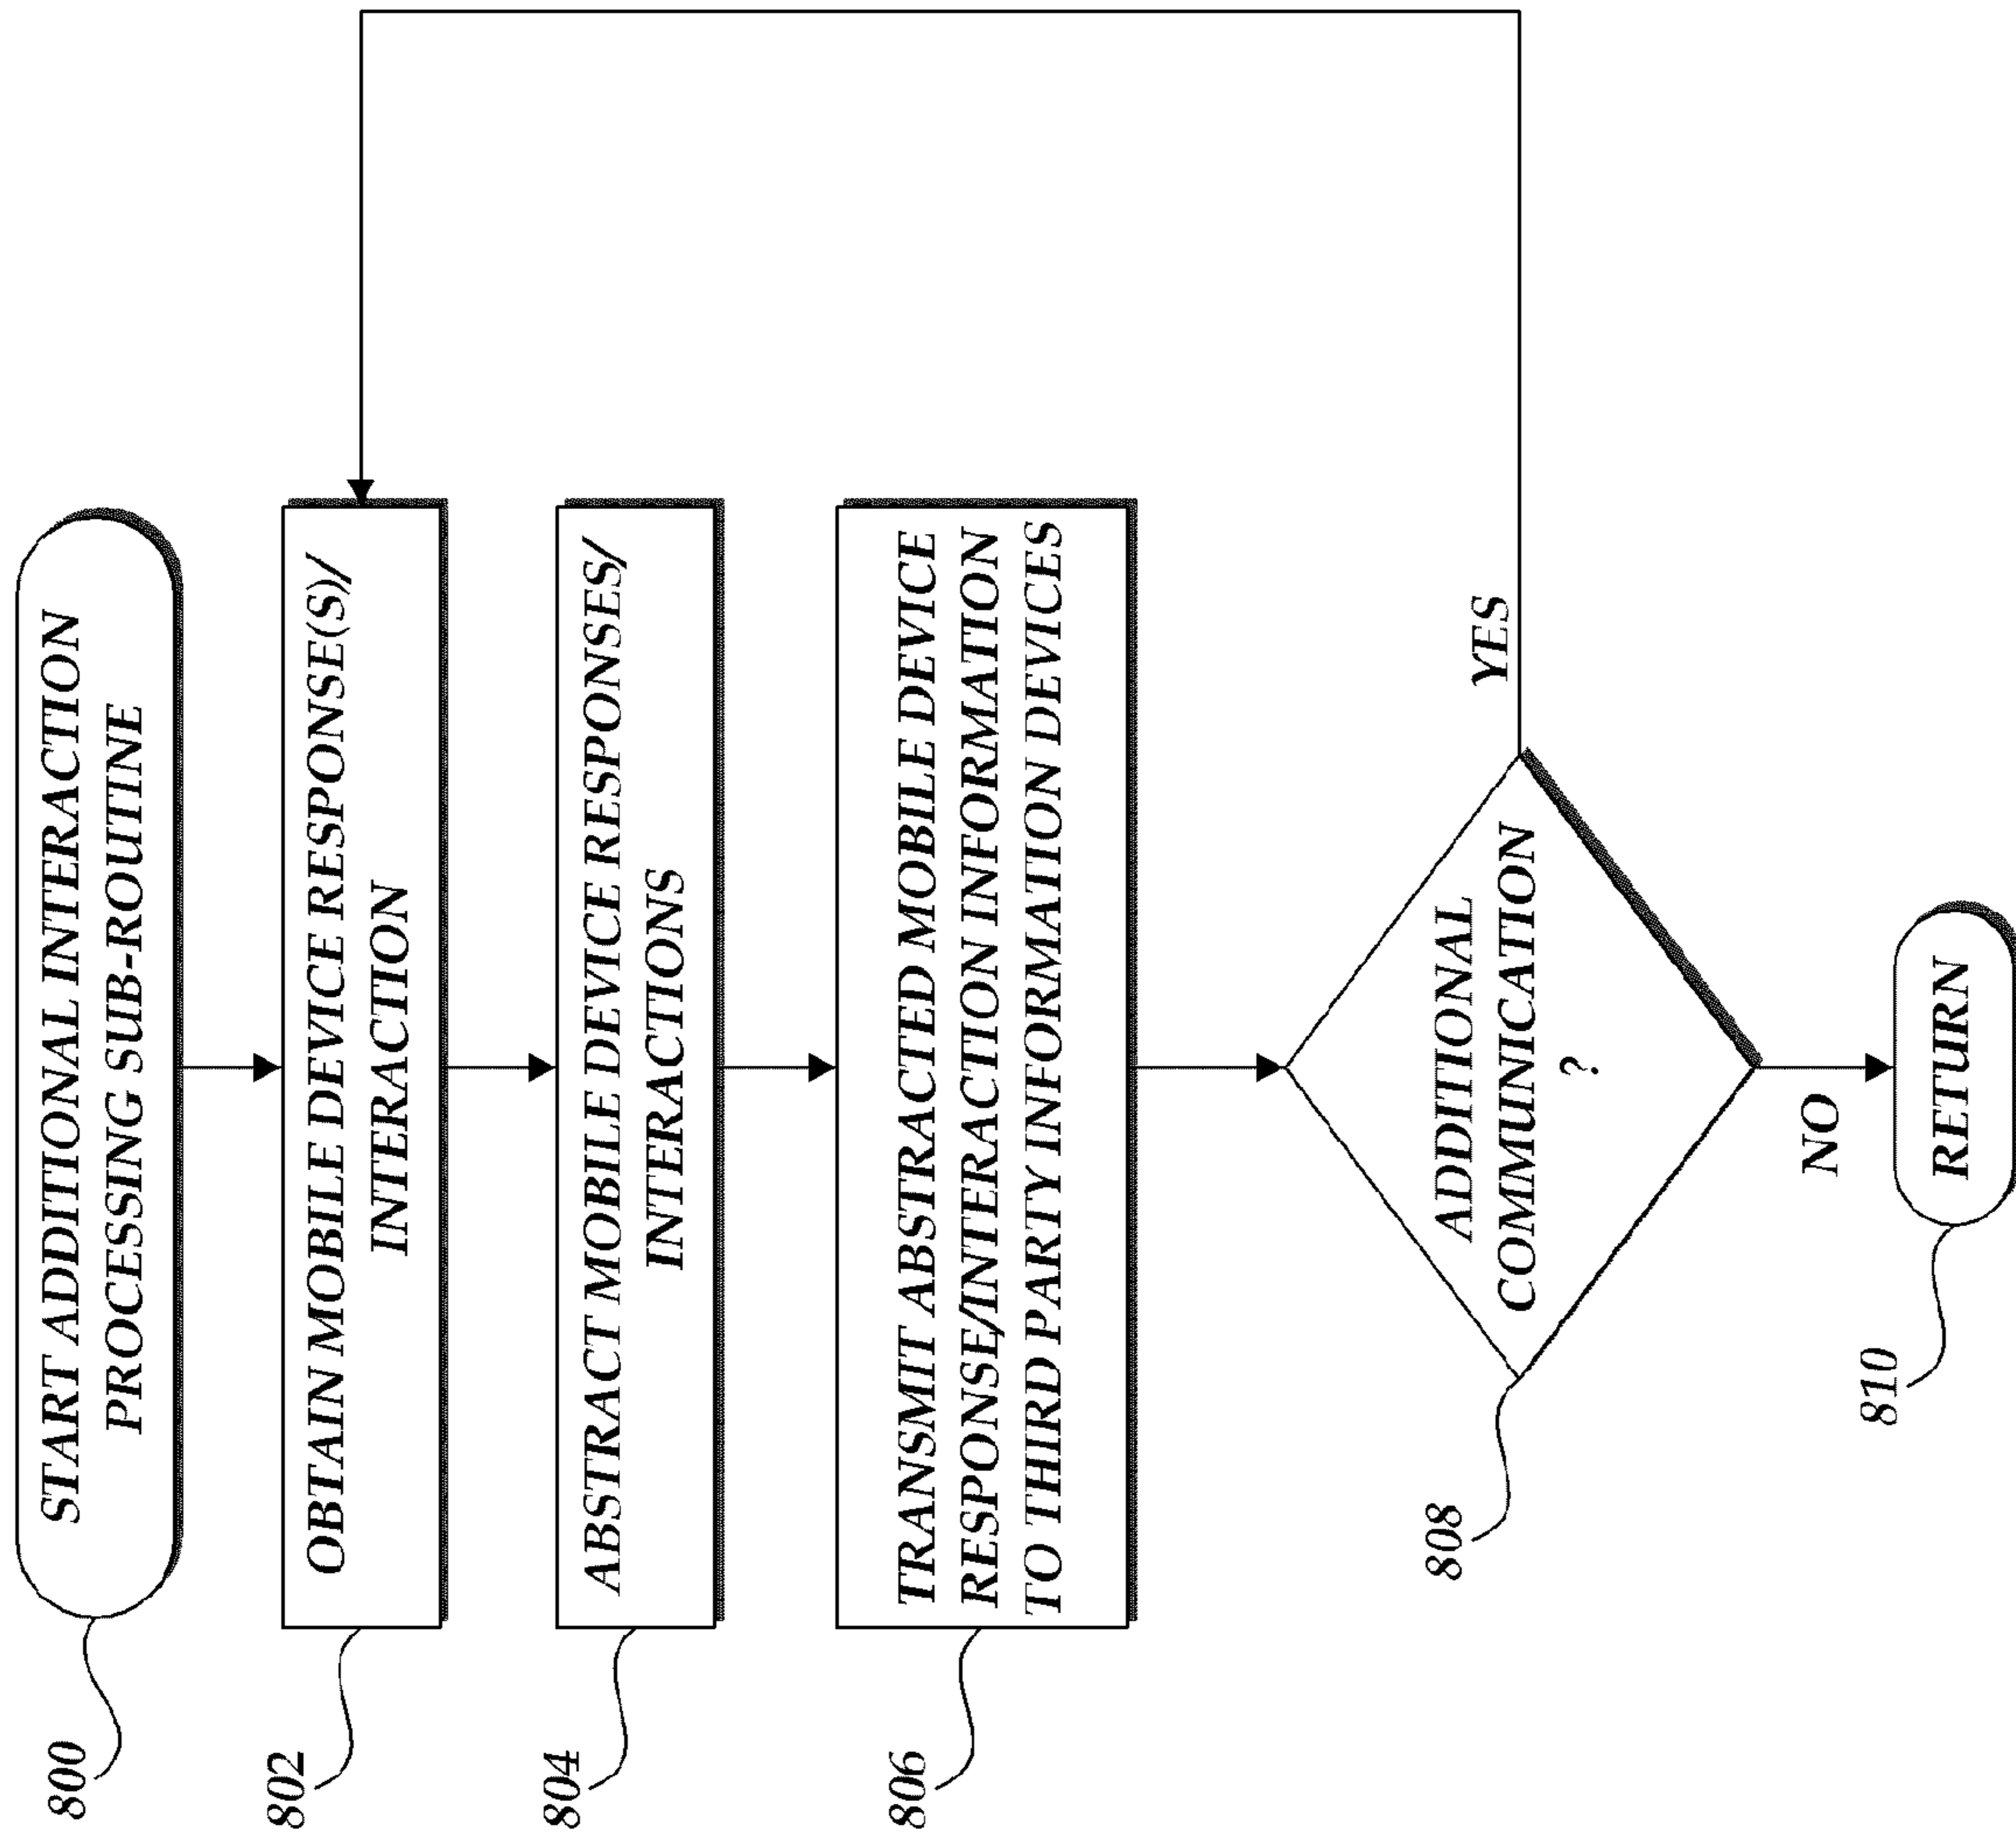 800
START ADDITIONAL INTERACTION
PROCESSING SUB-ROUTINE
802
OBTAIN MOBILE DEVICE RESPONSE(S)/
INTERACTION
804
ABSTRACT MOBILE DEVICE RESPONSES/
INTERACTIONS
806
TRANSMIT ABSTRACTED MOBILE DEVICE
RESPONSE/INTERACTION INFORMATION
TO THIRD PARTY INFORMATION DEVICES
808
ADDITIONAL
COMMUNICATION
?
YES
NO
810
RETURN